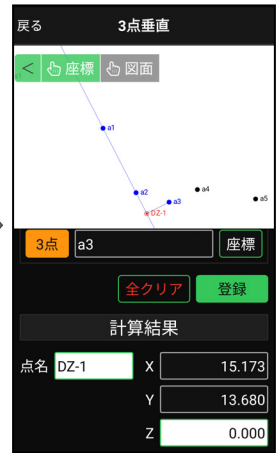 戻る 3点垂直
< 座標 図面
a1
a2
a4
a3
a5
DZ-1
3点 a3 座標
全クリア 登録
計算結果
点名 DZ-1 X 15.173
Y 13.680
Z 0.000